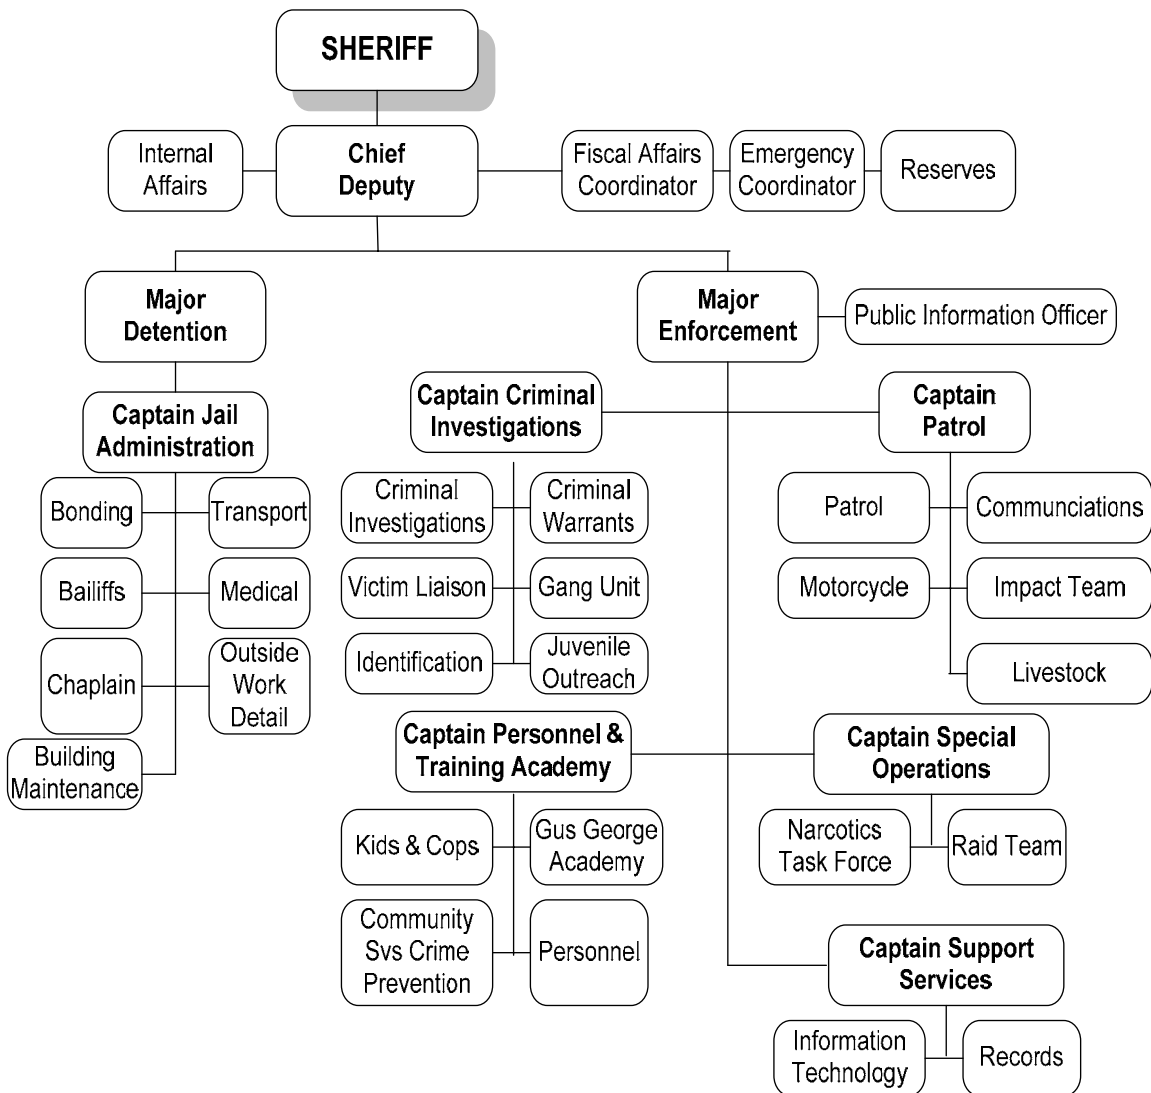 SHERIFF
Internal
Affairs
Chief
Deputy
Fiscal Affairs
Coordinator
Emergency
Coordinator
Reserves
Major
Detention
Major
Enforcement
Public Information Officer
Captain Jail
Administration
Bonding
Transport
Bailiffs
Medical
Chaplain
Outside
Work
Detail
Building
Maintenance
Captain Criminal
Investigations
Criminal
Investigations
Criminal
Warrants
Victim Liaison
Gang Unit
Identification
Juvenile
Outreach
Captain
Patrol
Patrol
Communciations
Motorcycle
Impact Team
Livestock
Captain Personnel &
Training Academy
Kids & Cops
Gus George
Academy
Community
Svs Crime
Prevention
Personnel
Captain Special
Operations
Narcotics
Task Force
Raid Team
Captain Support
Services
Information
Technology
Records